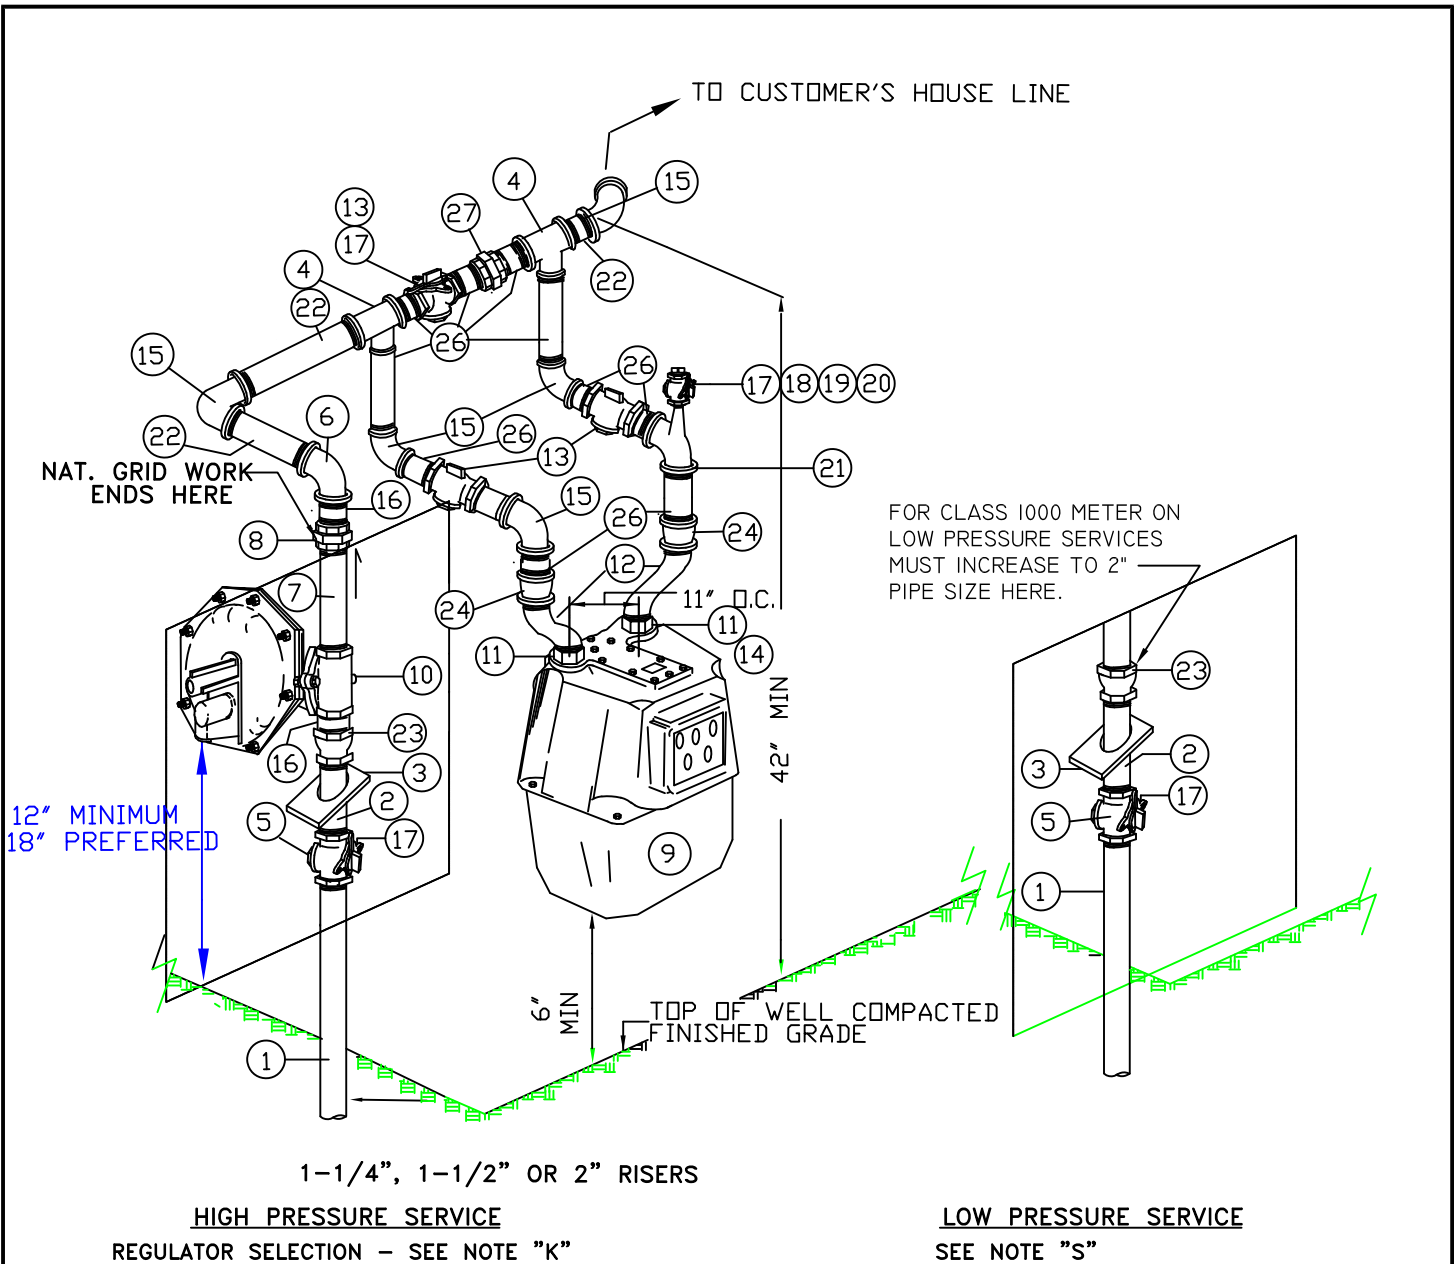 TO CUSTOMER'S HOUSE LINE
4
15
13
27
17
4
22
22
26
15
26
17 18 19 20
6
15
26
22
13
21
NAT. GRID WORK
ENDS HERE
16
15
26
8
24
12
7
24
11" O.C.
11
11
14
10
23
16
3
42" MIN
12" MINIMUM
18" PREFERRED
2
5
17
9
6" MIN
TOP OF WELL COMPACTED
FINISHED GRADE
1
FOR CLASS 1000 METER ON
LOW PRESSURE SERVICES
MUST INCREASE TO 2"
PIPE SIZE HERE.
23
3
2
17
5
1
1-1/4", 1-1/2" OR 2" RISERS
HIGH PRESSURE SERVICE
REGULATOR SELECTION - SEE NOTE "K"
LOW PRESSURE SERVICE
SEE NOTE "S"